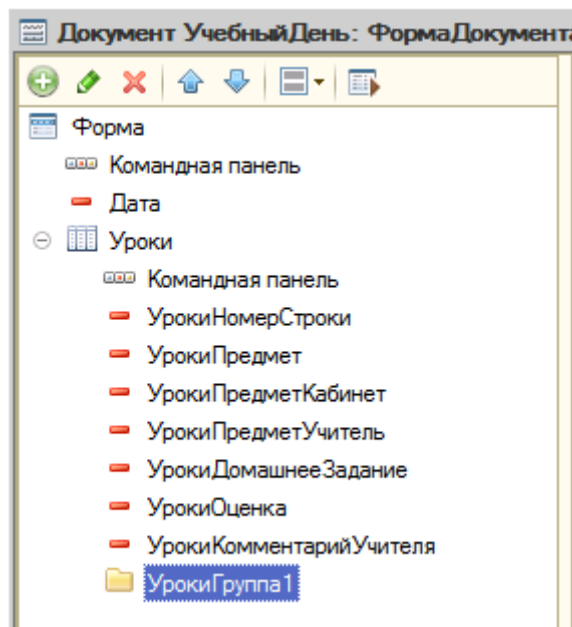 Документ УчебныйДень: ФормаДокумента
Форма
Командная панель
Дата
Уроки
Командная панель
УрокиНомерСтроки
УрокиПредмет
УрокиПредметКабинет
УрокиПредметУчитель
УрокиДомашнееЗадание
УрокиОценка
УрокиКомментарийУчителя
УрокиГруппа1